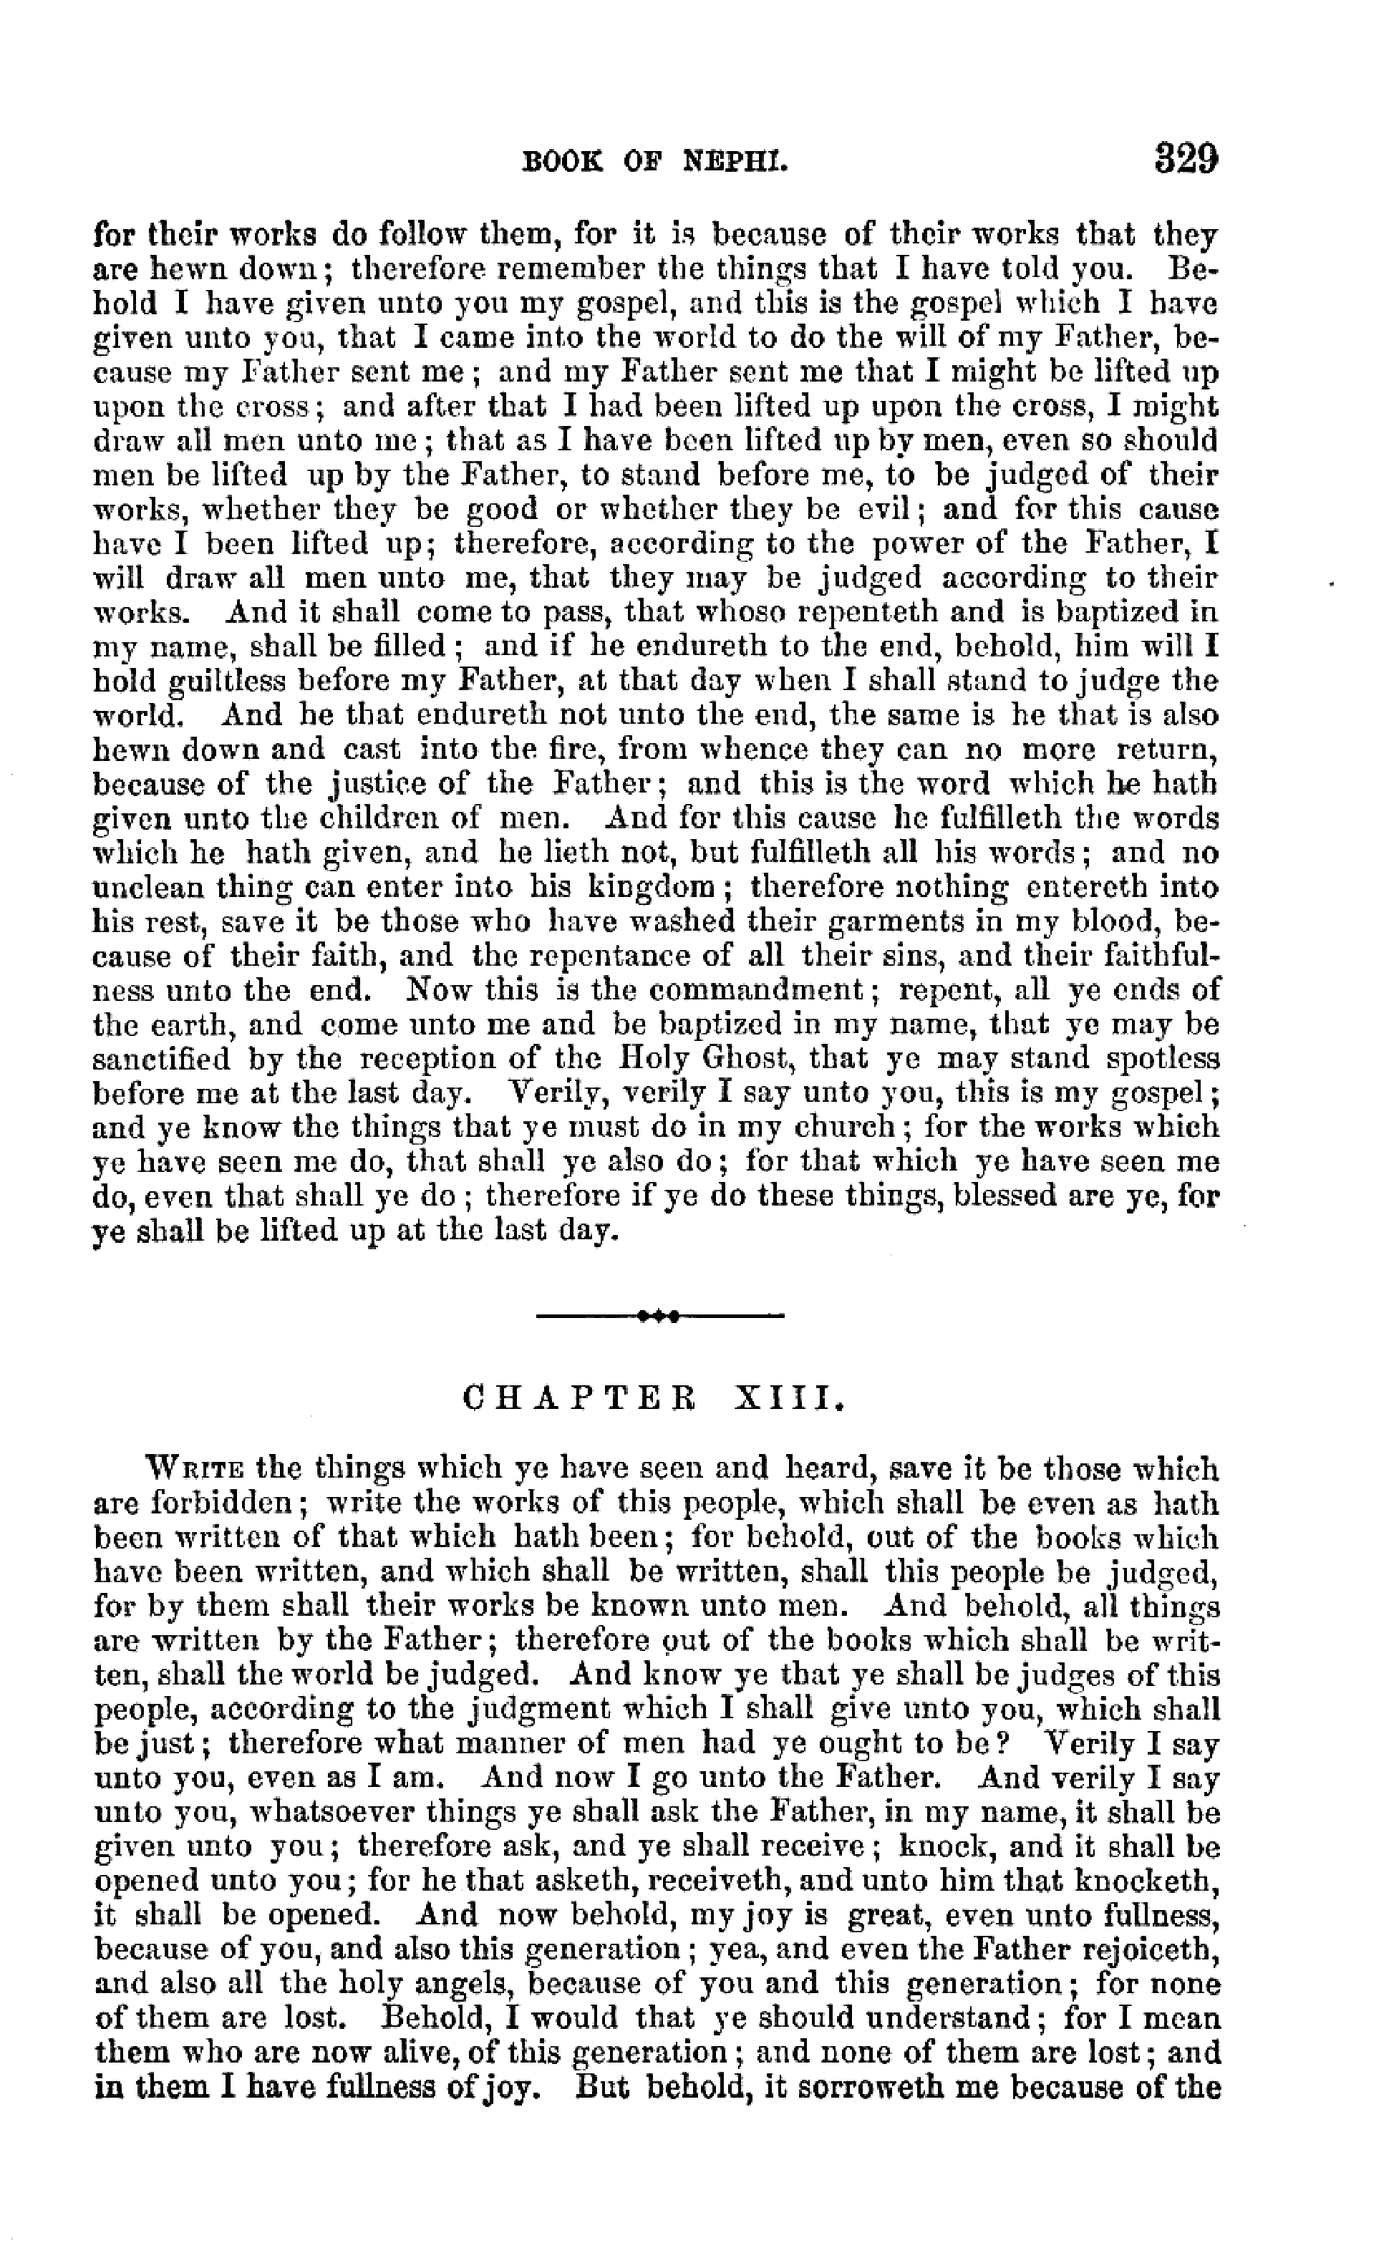 BOOK OF NEPHI. 329
for their works do follow them, for it is because of their works that they
are hewn down; therefore remember the things that I have told you. Be-
hold I have given unto you my gospel, and this is the gospel which I have
given unto you, that I came into the world to do the will of my Father, be-
cause my Father sent me; and my Father sent me that I might be lifted up
upon the cross; and after that I had been lifted up upon the cross, I might
draw all men unto me; that as I have been lifted up by men, even so should
men be lifted up by the Father, to stand before me, to be judged of their
works, whether they be good or whether they be evil; and for this cause
have I been lifted up; therefore, according to the power of the Father, I
will draw all men unto me, that they may be judged according to their
works. And it shall come to pass, that whoso repenteth and is baptized in
my name, shall be filled; and if he endureth to the end, behold, him will I
hold guiltless before my Father, at that day when I shall stand to judge the
world. And he that endureth not unto the end, the same is he that is also
hewn down and cast into the fire, from whence they can no more return,
because of the justice of the Father; and this is the word which he hath
given unto the children of men. And for this cause he fulfilleth the words
which he hath given, and he lieth not, but fulfilleth all his words; and no
unclean thing can enter into his kingdom; therefore nothing entereth into
his rest, save it be those who have washed their garments in my blood, be-
cause of their faith, and the repentance of all their sins, and their faithful-
ness unto the end. Now this is the commandment; repent, all ye ends of
the earth, and come unto me and be baptized in my name, that ye may be
sanctified by the reception of the Holy Ghost, that ye may stand spotless
before me at the last day. Verily, verily I say unto you, this is my gospel;
and ye know the things that ye must do in my church; for the works which
ye have seen me do, that shall ye also do; for that which ye have seen me
do, even that shall ye do; therefore if ye do these things, blessed are ye, for
ye shall be lifted up at the last day.
CHAPTER XIII.
WRITE the things which ye have seen and heard, save it be those which
are forbidden; write the works of this people, which shall be even as hath
been written of that which hath been; for behold, out of the books which
have been written, and which shall be written, shall this people be judged,
for by them shall their works be known unto men. And behold, all things
are written by the Father; therefore out of the books which shall be writ-
ten, shall the world be judged. And know ye that ye shall be judges of this
people, according to the judgment which I shall give unto you, which shall
be just; therefore what manner of men had ye ought to be? Verily I say
unto you, even as I am. And now I go unto the Father. And verily I say
unto you, whatsoever things ye shall ask the Father, in my name, it shall be
given unto you; therefore ask, and ye shall receive; knock, and it shall be
opened unto you; for he that asketh, receiveth, and unto him that knocketh,
it shall be opened. And now behold, my joy is great, even unto fullness,
because of you, and also this generation; yea, and even the Father rejoiceth,
and also all the holy angels, because of you and this generation; for none
of them are lost. Behold, I would that ye should understand; for I mean
them who are now alive, of this generation; and none of them are lost; and
in them I have fullness of joy. But behold, it sorroweth me because of the